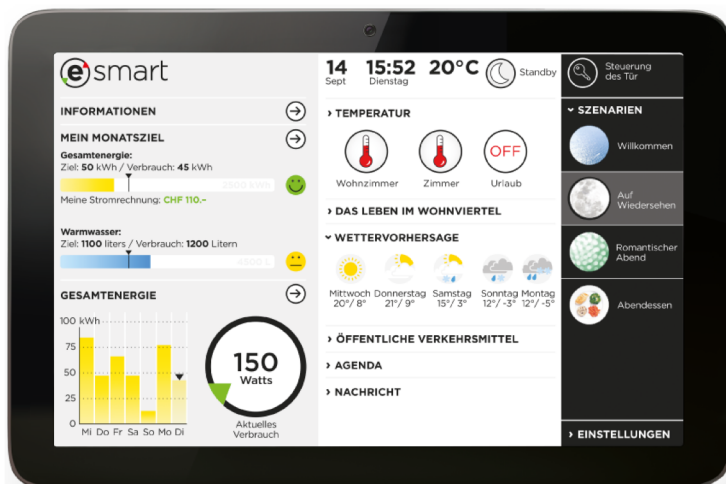 esmart
INFORMATIONEN
MEIN MONATSZIEL
Gesamtenergie:
Ziel: 50 kWh / Verbrauch: 45 kWh
Meine Stromrechnung: CHF 110.–
Warmwasser:
Ziel: 1100 liters / Verbrauch: 1200 Litern
GESAMTENERGIE
100 kWh
75
50
25
0
Mi Do Fr Sa So Mo Di
150
Watts
Aktuelles
Verbrauch
14 15:52 20°C Standby
Sept Dienstag
TEMPERATUR
OFF
Wohnzimmer Zimmer Urlaub
DAS LEBEN IM WOHNVIERTEL
WETTERVORHERSAGE
Mittwoch Donnerstag Samstag Sonntag Montag
20°/ 8° 21°/ 9° 15°/ 3° 12°/ -3° 12°/ -5°
ÖFFENTLICHE VERKEHRSMITTEL
AGENDA
NACHRICHT
Steuerung
des Tür
SZENARIEN
Willkommen
Auf
Wiedersehen
Romantischer
Abend
Abendessen
EINSTELLUNGEN